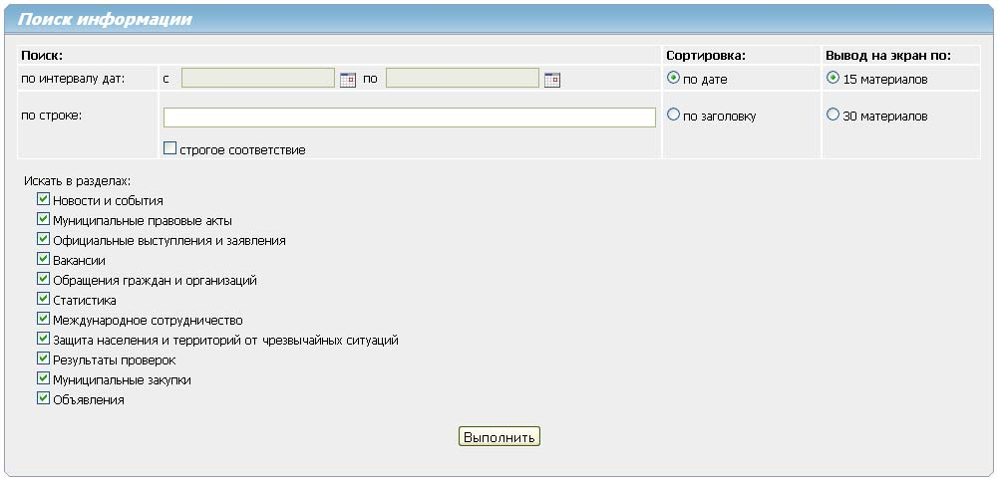 Поиск информации
Поиск: Сортировка: Вывод на экран по:
по интервалу дат: с по по дате 15 материалов
по строке: по заголовку 30 материалов
строгое соответствие
Искать в разделах:
Новости и события
Муниципальные правовые акты
Официальные выступления и заявления
Вакансии
Обращения граждан и организаций
Статистика
Международное сотрудничество
Защита населения и территорий от чрезвычайных ситуаций
Результаты проверок
Муниципальные закупки
Объявления
Выполнить